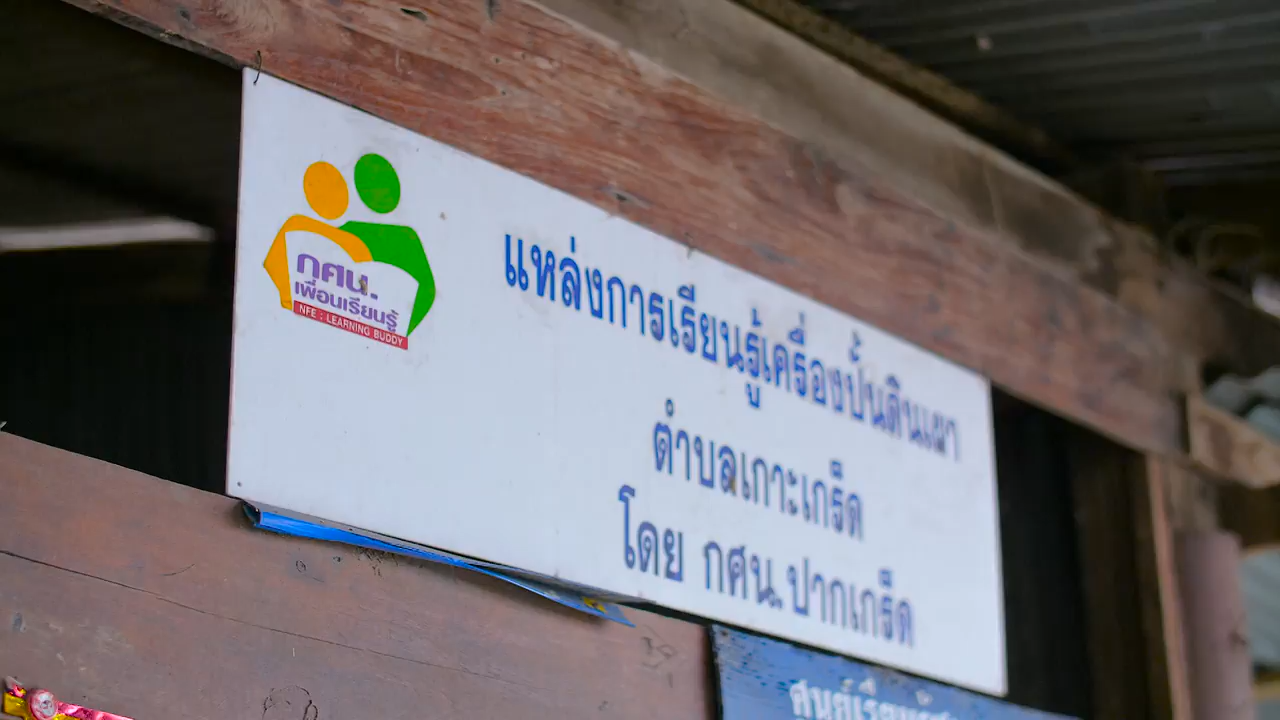 กศน.
เพื่อนเรียนรู้
NFE : LEARNING BUDDY
แหล่งการเรียนรู้เครื่องปั้นดินเผา
ตำบลเกาะเกร็ด
โดย กศน.ปากเกร็ด